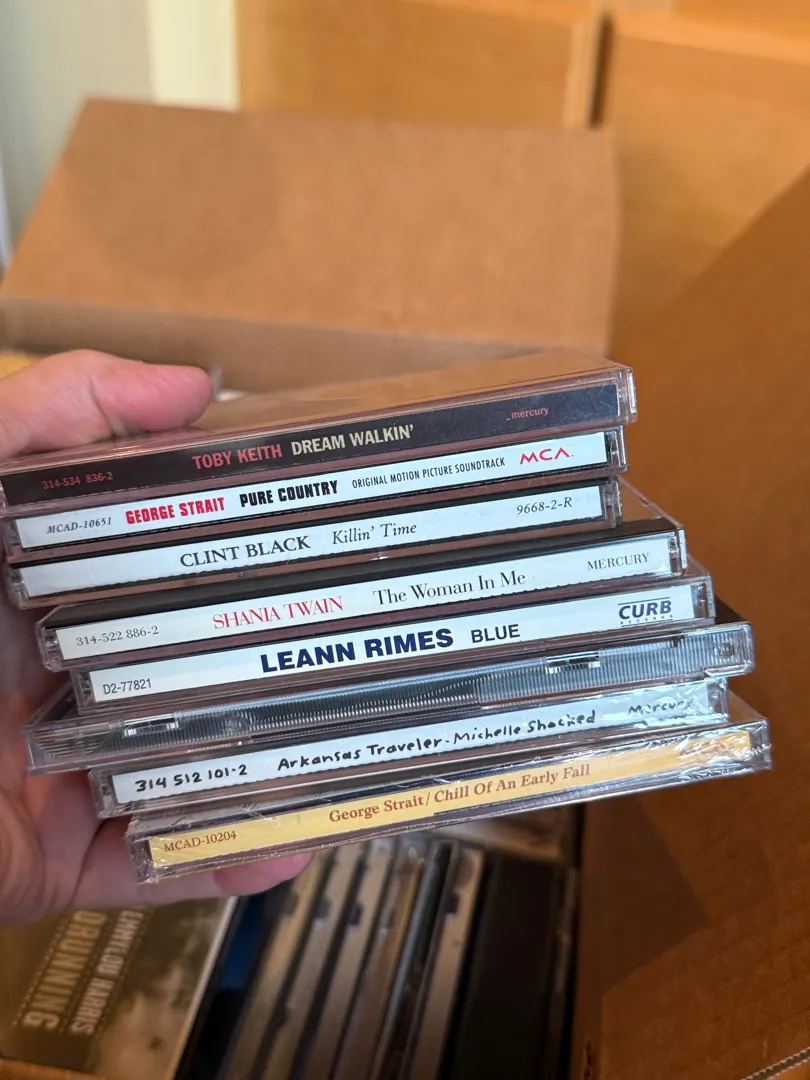 314-534 836-2 TOBY KEITH DREAM WALKIN' mercury
MCAD-10651 GEORGE STRAIT PURE COUNTRY ORIGINAL MOTION PICTURE SOUNDTRACK MCA.
CLINT BLACK Killin' Time 9668-2-R
314-522 886-2 SHANIA TWAIN The Woman In Me MERCURY
D2-77821 LEANN RIMES BLUE CURB RECORDS
314 512 101-2 Arkansas Traveler - Michelle Shocked Mercury
MCAD-10204 George Strait / Chill Of An Early Fall
EMMYLOU HARRIS